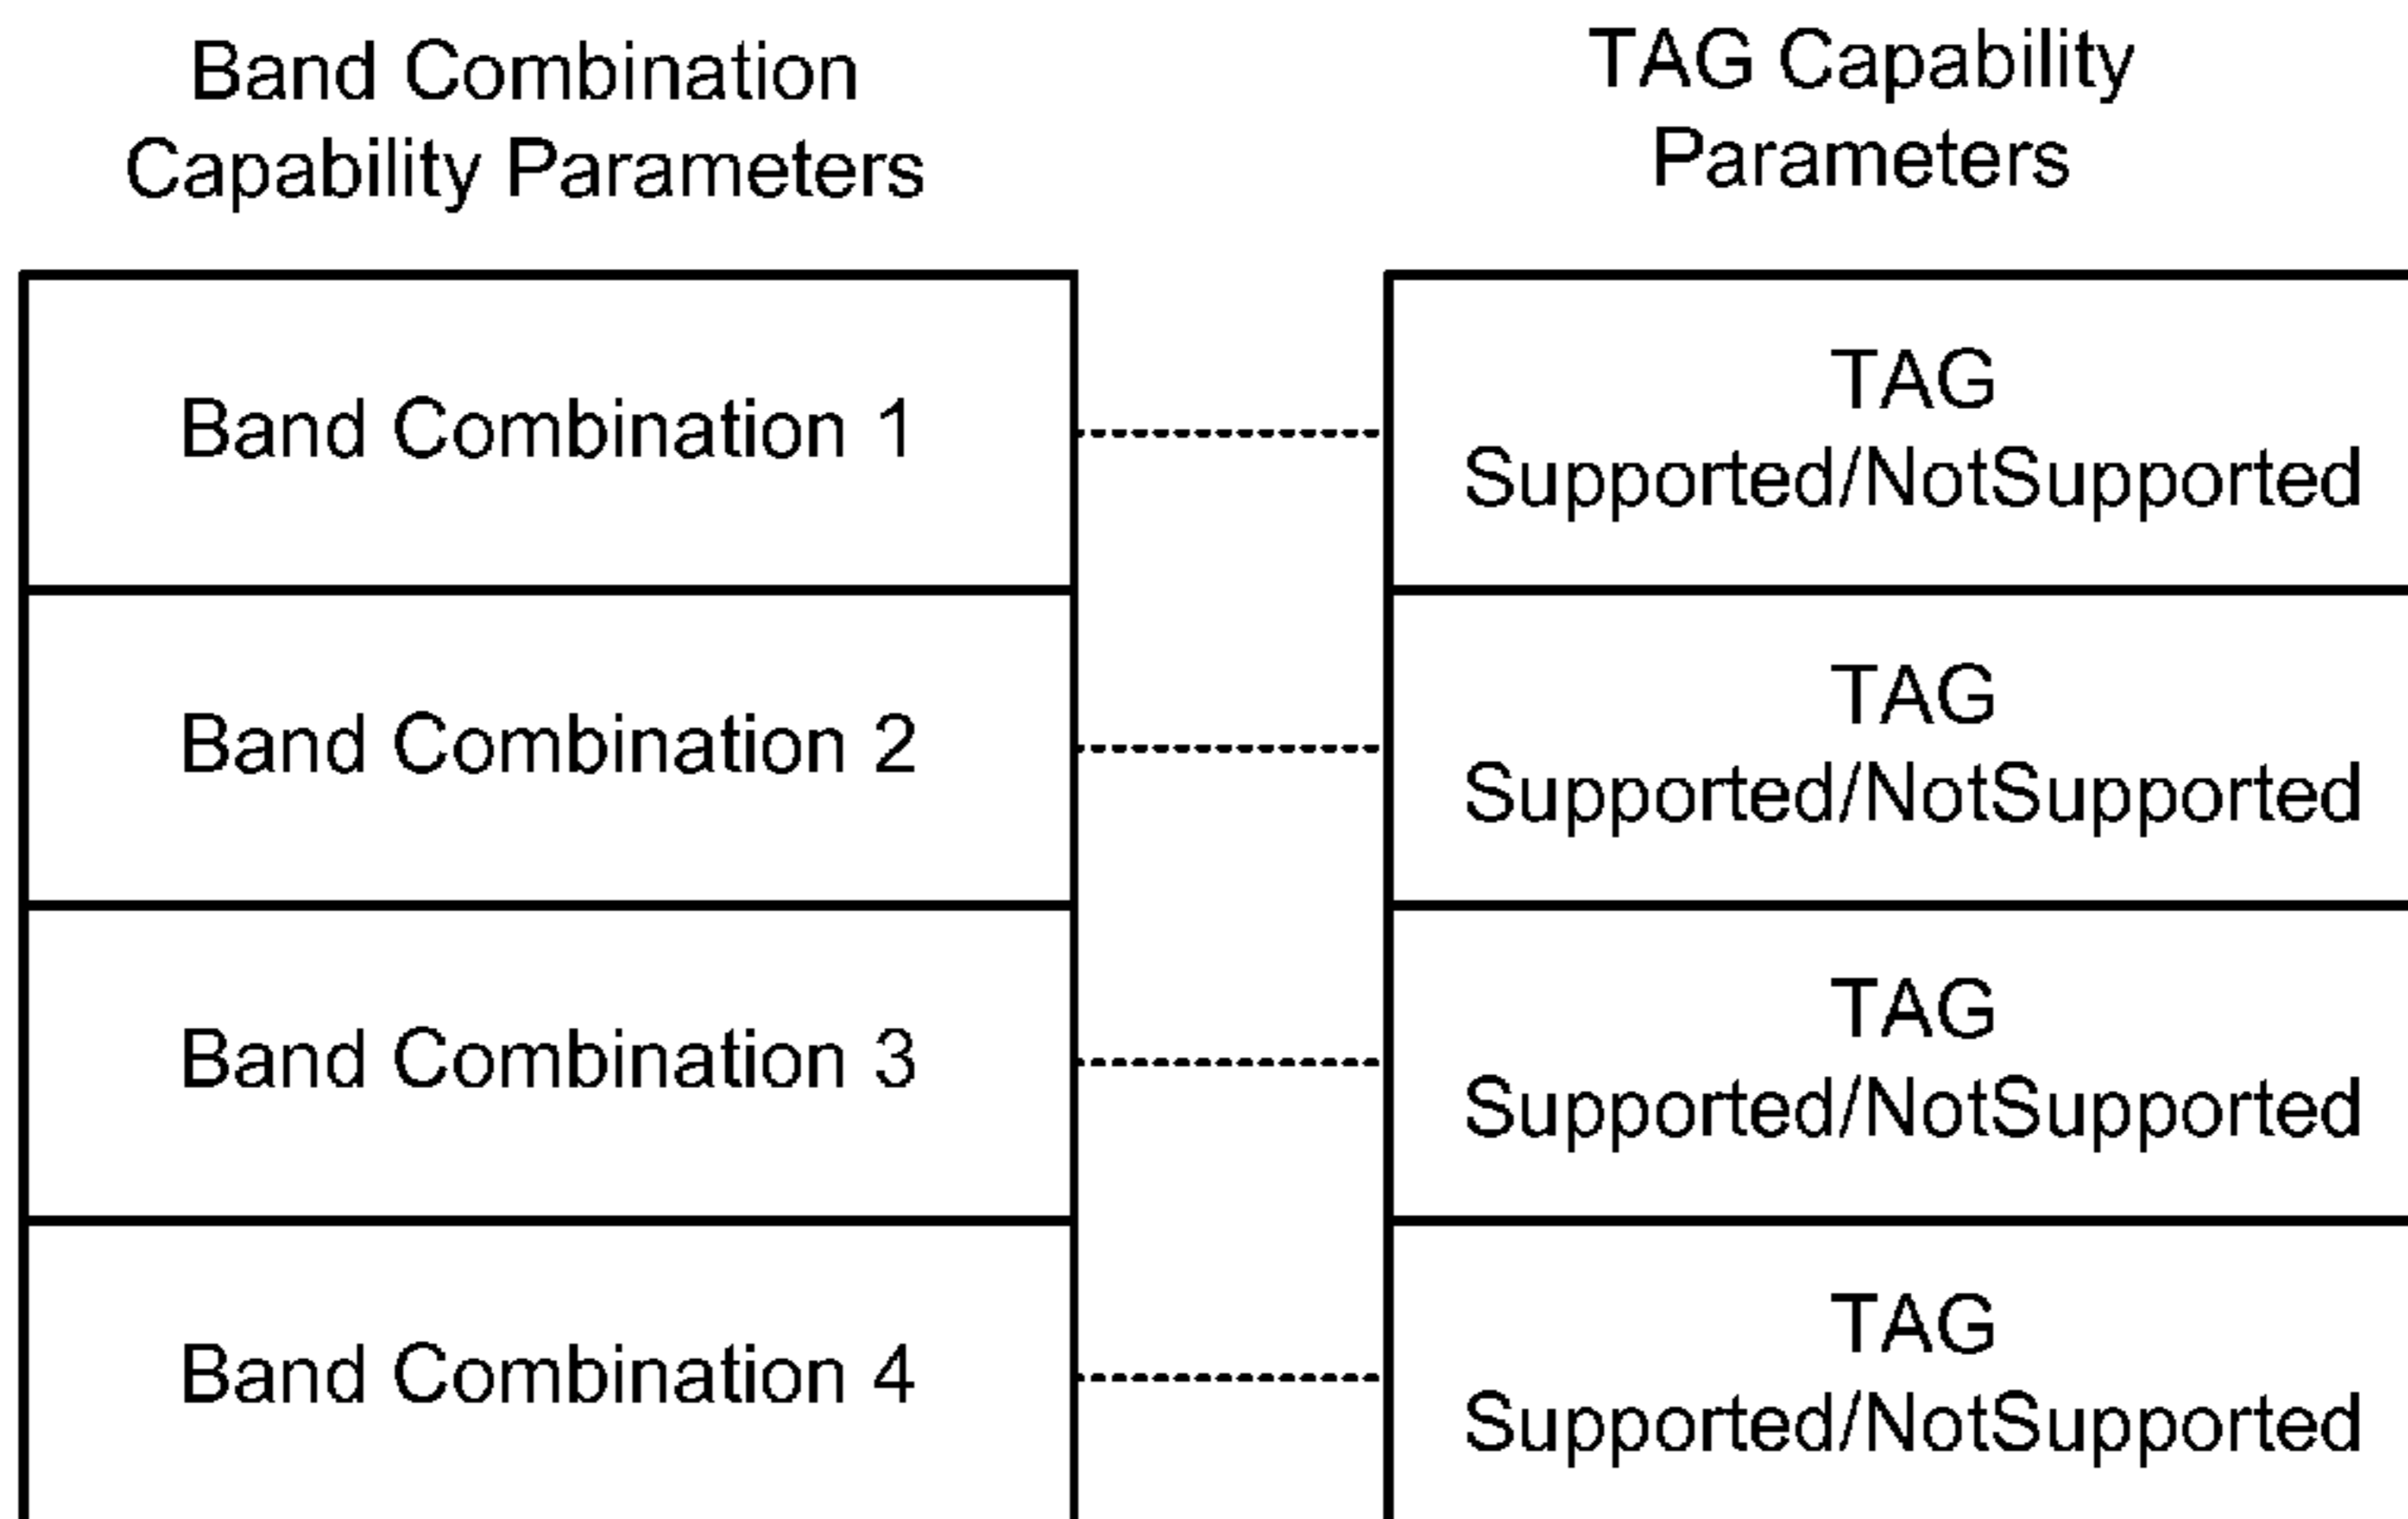 Band Combination
Capability Parameters
TAG Capability
Parameters
Band Combination 1
TAG
Supported/NotSupported
Band Combination 2
TAG
Supported/NotSupported
Band Combination 3
TAG
Supported/NotSupported
Band Combination 4
TAG
Supported/NotSupported